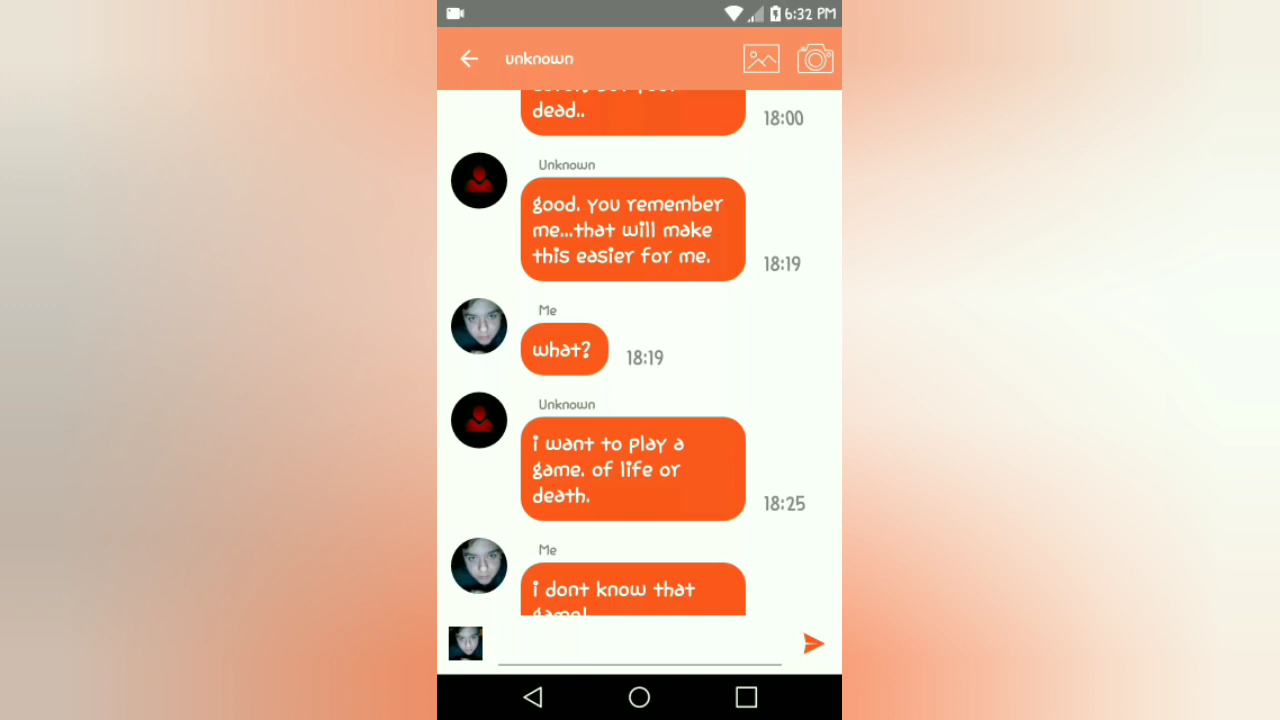 6:32 PM
unknown
dead..
18:00
Unknown
good. you remember
me...that will make
this easier for me.
18:19
Me
what?
18:19
Unknown
i want to play a
game. of life or
death.
18:25
Me
i dont know that
game!